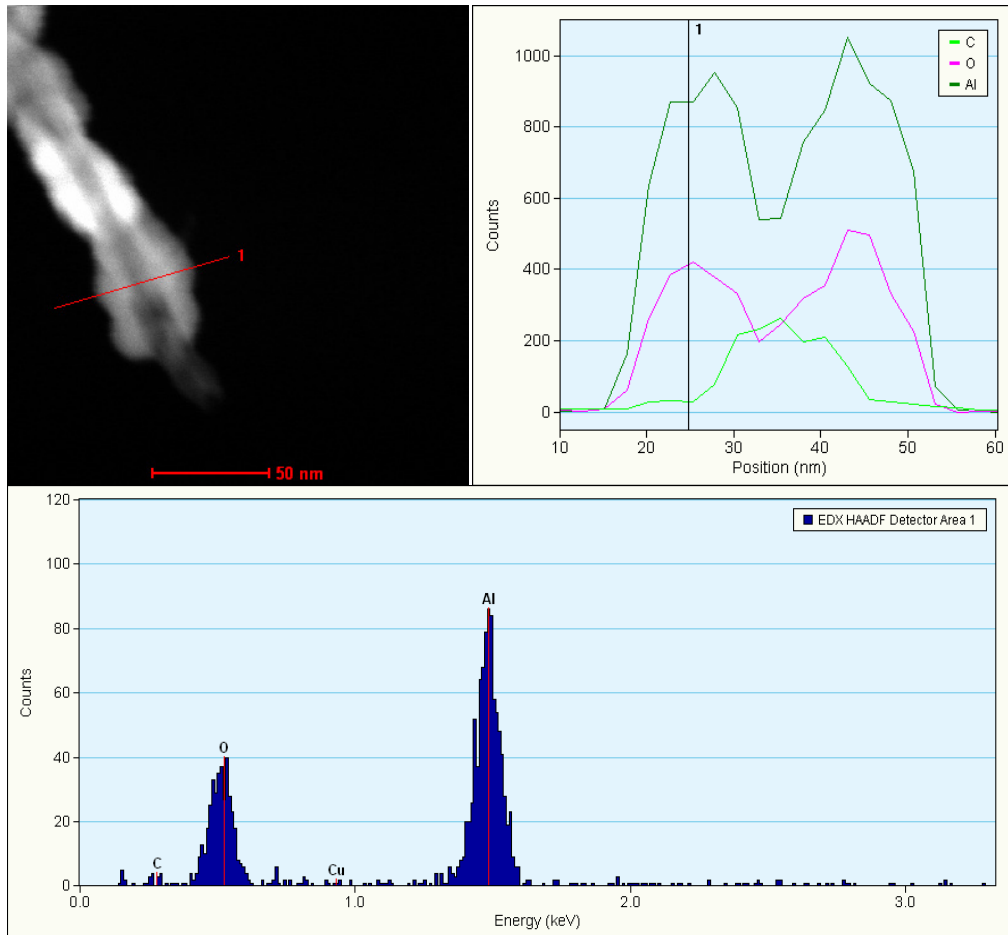 1
50 nm
1
C
O
Al
1000
800
600
400
200
0
Counts
10 20 30 40 50 60
Position (nm)
EDX HAADF Detector Area 1
120
100
80
60
40
20
0
Counts
C
O
Cu
Al
0.0 1.0 2.0 3.0
Energy (keV)